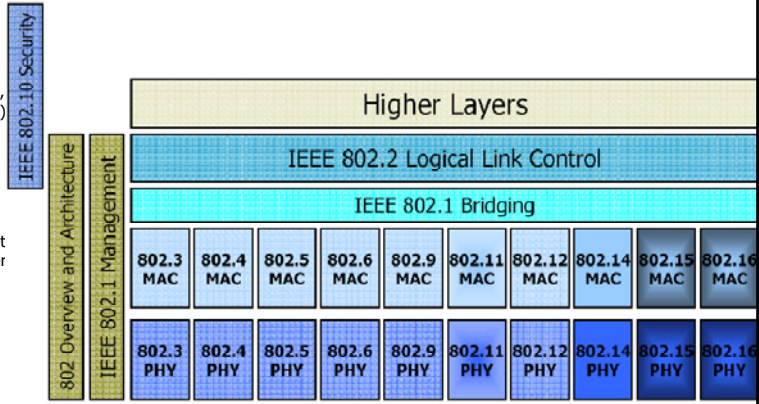 IEEE 802.10 Security
,
)
t
er
802 Overview and Architecture
IEEE 802.1 Management
Higher Layers
IEEE 802.2 Logical Link Control
IEEE 802.1 Bridging
802.3 802.4 802.5 802.6 802.9 802.11 802.12 802.14 802.15 802.16
MAC MAC MAC MAC MAC MAC MAC MAC MAC MAC
802.3 802.4 802.5 802.6 802.9 802.11 802.12 802.14 802.15 802.16
PHY PHY PHY PHY PHY PHY PHY PHY PHY PHY